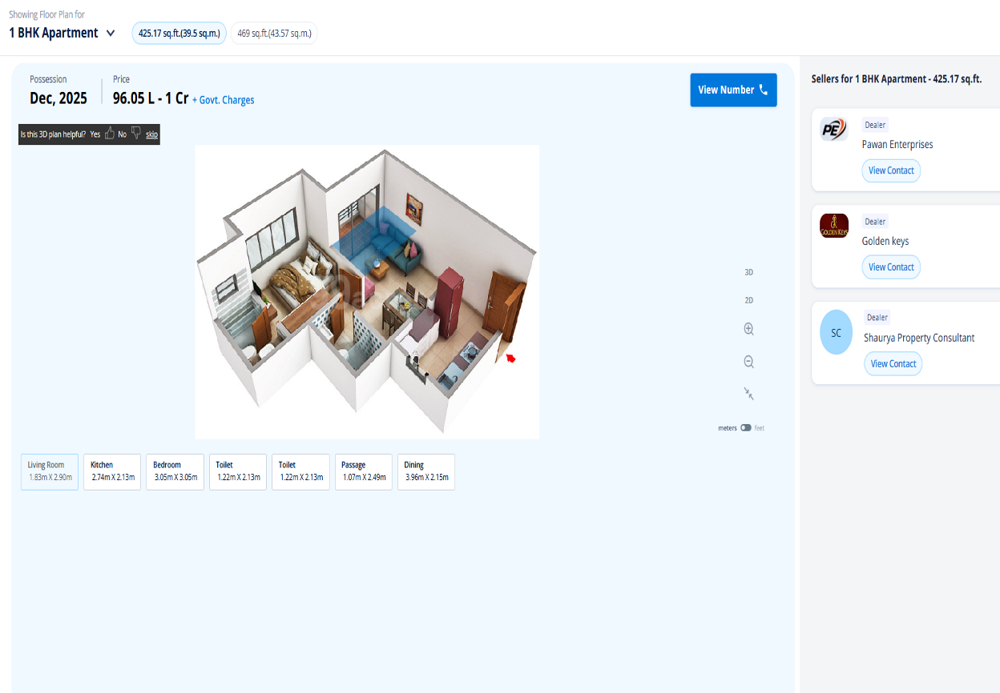 Showing Floor Plan for
1 BHK Apartment
425.17 sq.ft.(39.5 sq.m.)
469 sq.ft.(43.57 sq.m.)
Possession
Dec, 2025
Price
96.05 L - 1 Cr + Govt. Charges
View Number
Is this 3D plan helpful? Yes No skip
3D
2D
meters feet
Living Room
1.83m X 2.90m
Kitchen
2.74m X 2.13m
Bedroom
3.05m X 3.05m
Toilet
1.22m X 2.13m
Toilet
1.22m X 2.13m
Passage
1.07m X 2.49m
Dining
3.96m X 2.15m
Sellers for 1 BHK Apartment - 425.17 sq.ft.
PE
Dealer
Pawan Enterprises
View Contact
GK
GOLDEN KEYS
Dealer
Golden keys
View Contact
SC
Dealer
Shaurya Property Consultant
View Contact